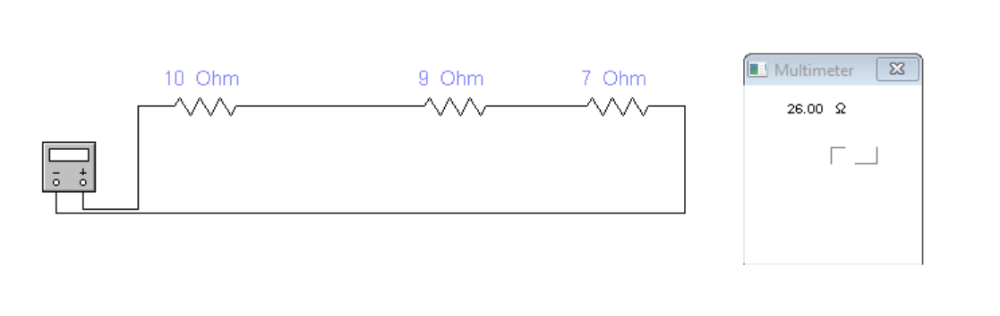 10 Ohm
9 Ohm
7 Ohm
Multimeter
26.00 Ω
- +